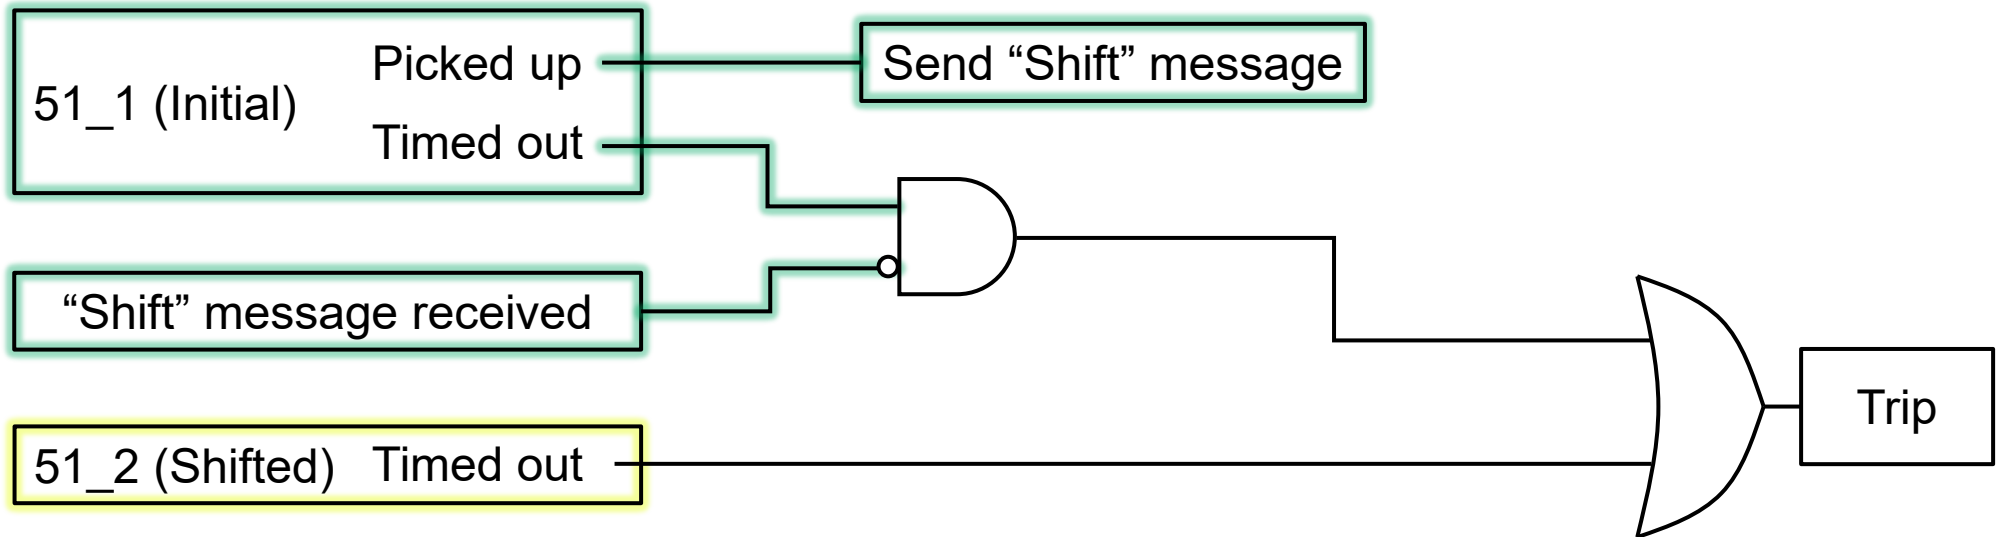 51_1 (Initial)
Picked up
Timed out
Send “Shift” message
“Shift” message received
51_2 (Shifted) Timed out
Trip